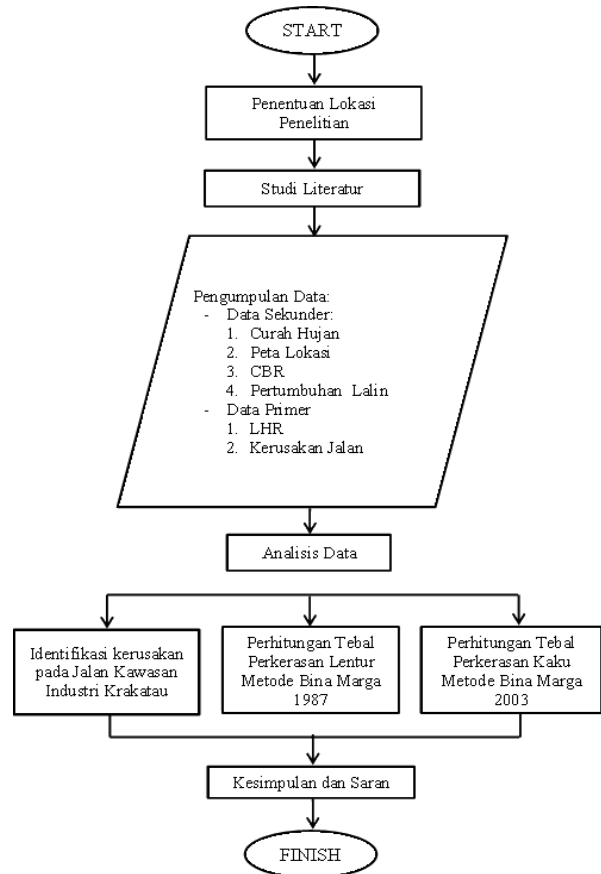 START
Penentuan Lokasi
Penelitian
Studi Literatur
Pengumpulan Data:
- Data Sekunder:
1. Curah Hujan
2. Peta Lokasi
3. CBR
4. Pertumbuhan Lalin
- Data Primer
1. LHR
2. Kerusakan Jalan
Analisis Data
Identifikasi kerusakan
pada Jalan Kawasan
Industri Krakatau
Perhitungan Tebal
Perkerasan Lentur
Metode Bina Marga
1987
Perhitungan Tebal
Perkerasan Kaku
Metode Bina Marga
2003
Kesimpulan dan Saran
FINISH